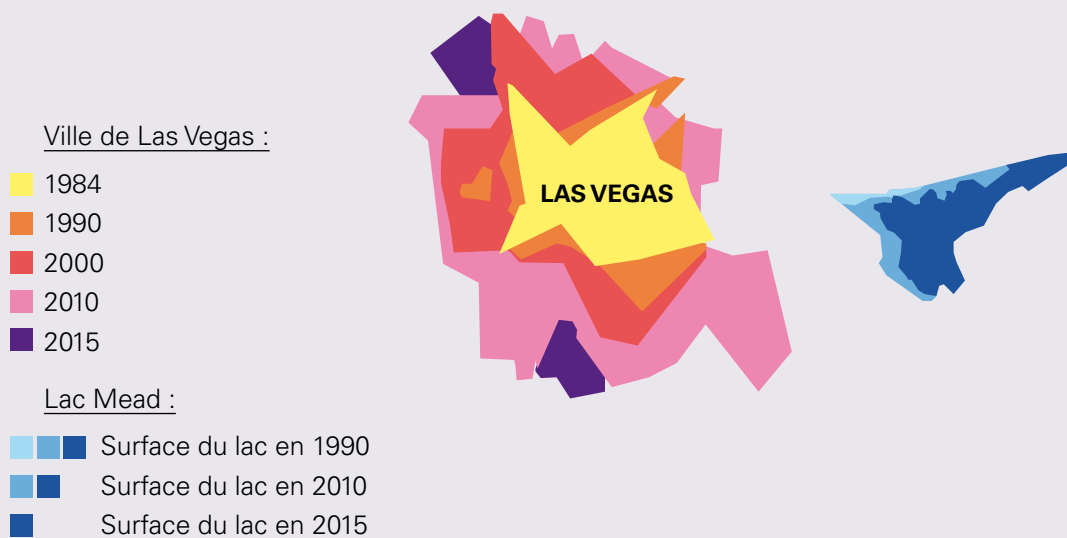 Ville de Las Vegas :
1984
1990
2000
2010
2015
Lac Mead :
Surface du lac en 1990
Surface du lac en 2010
Surface du lac en 2015
LAS VEGAS